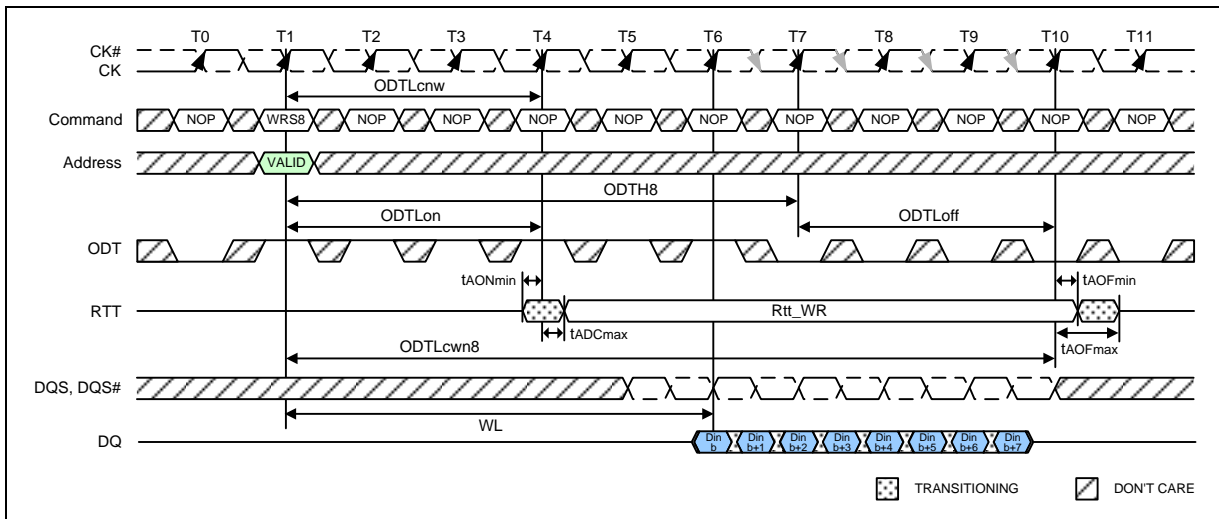 T0 T1 T2 T3 T4 T5 T6 T7 T8 T9 T10 T11
CK#
CK
ODTLcnw
Command NOP WRS8 NOP NOP NOP NOP NOP NOP NOP NOP NOP NOP
Address VALID
ODTH8
ODTLon ODTLoff
ODT
tAONmin tAOFmin
RTT Rtt_WR
tADCmax
ODTLcwn8 tAOFmax
DQS, DQS#
WL
DQ Din b Din b+1 Din b+2 Din b+3 Din b+4 Din b+5 Din b+6 Din b+7
TRANSITIONING DON'T CARE